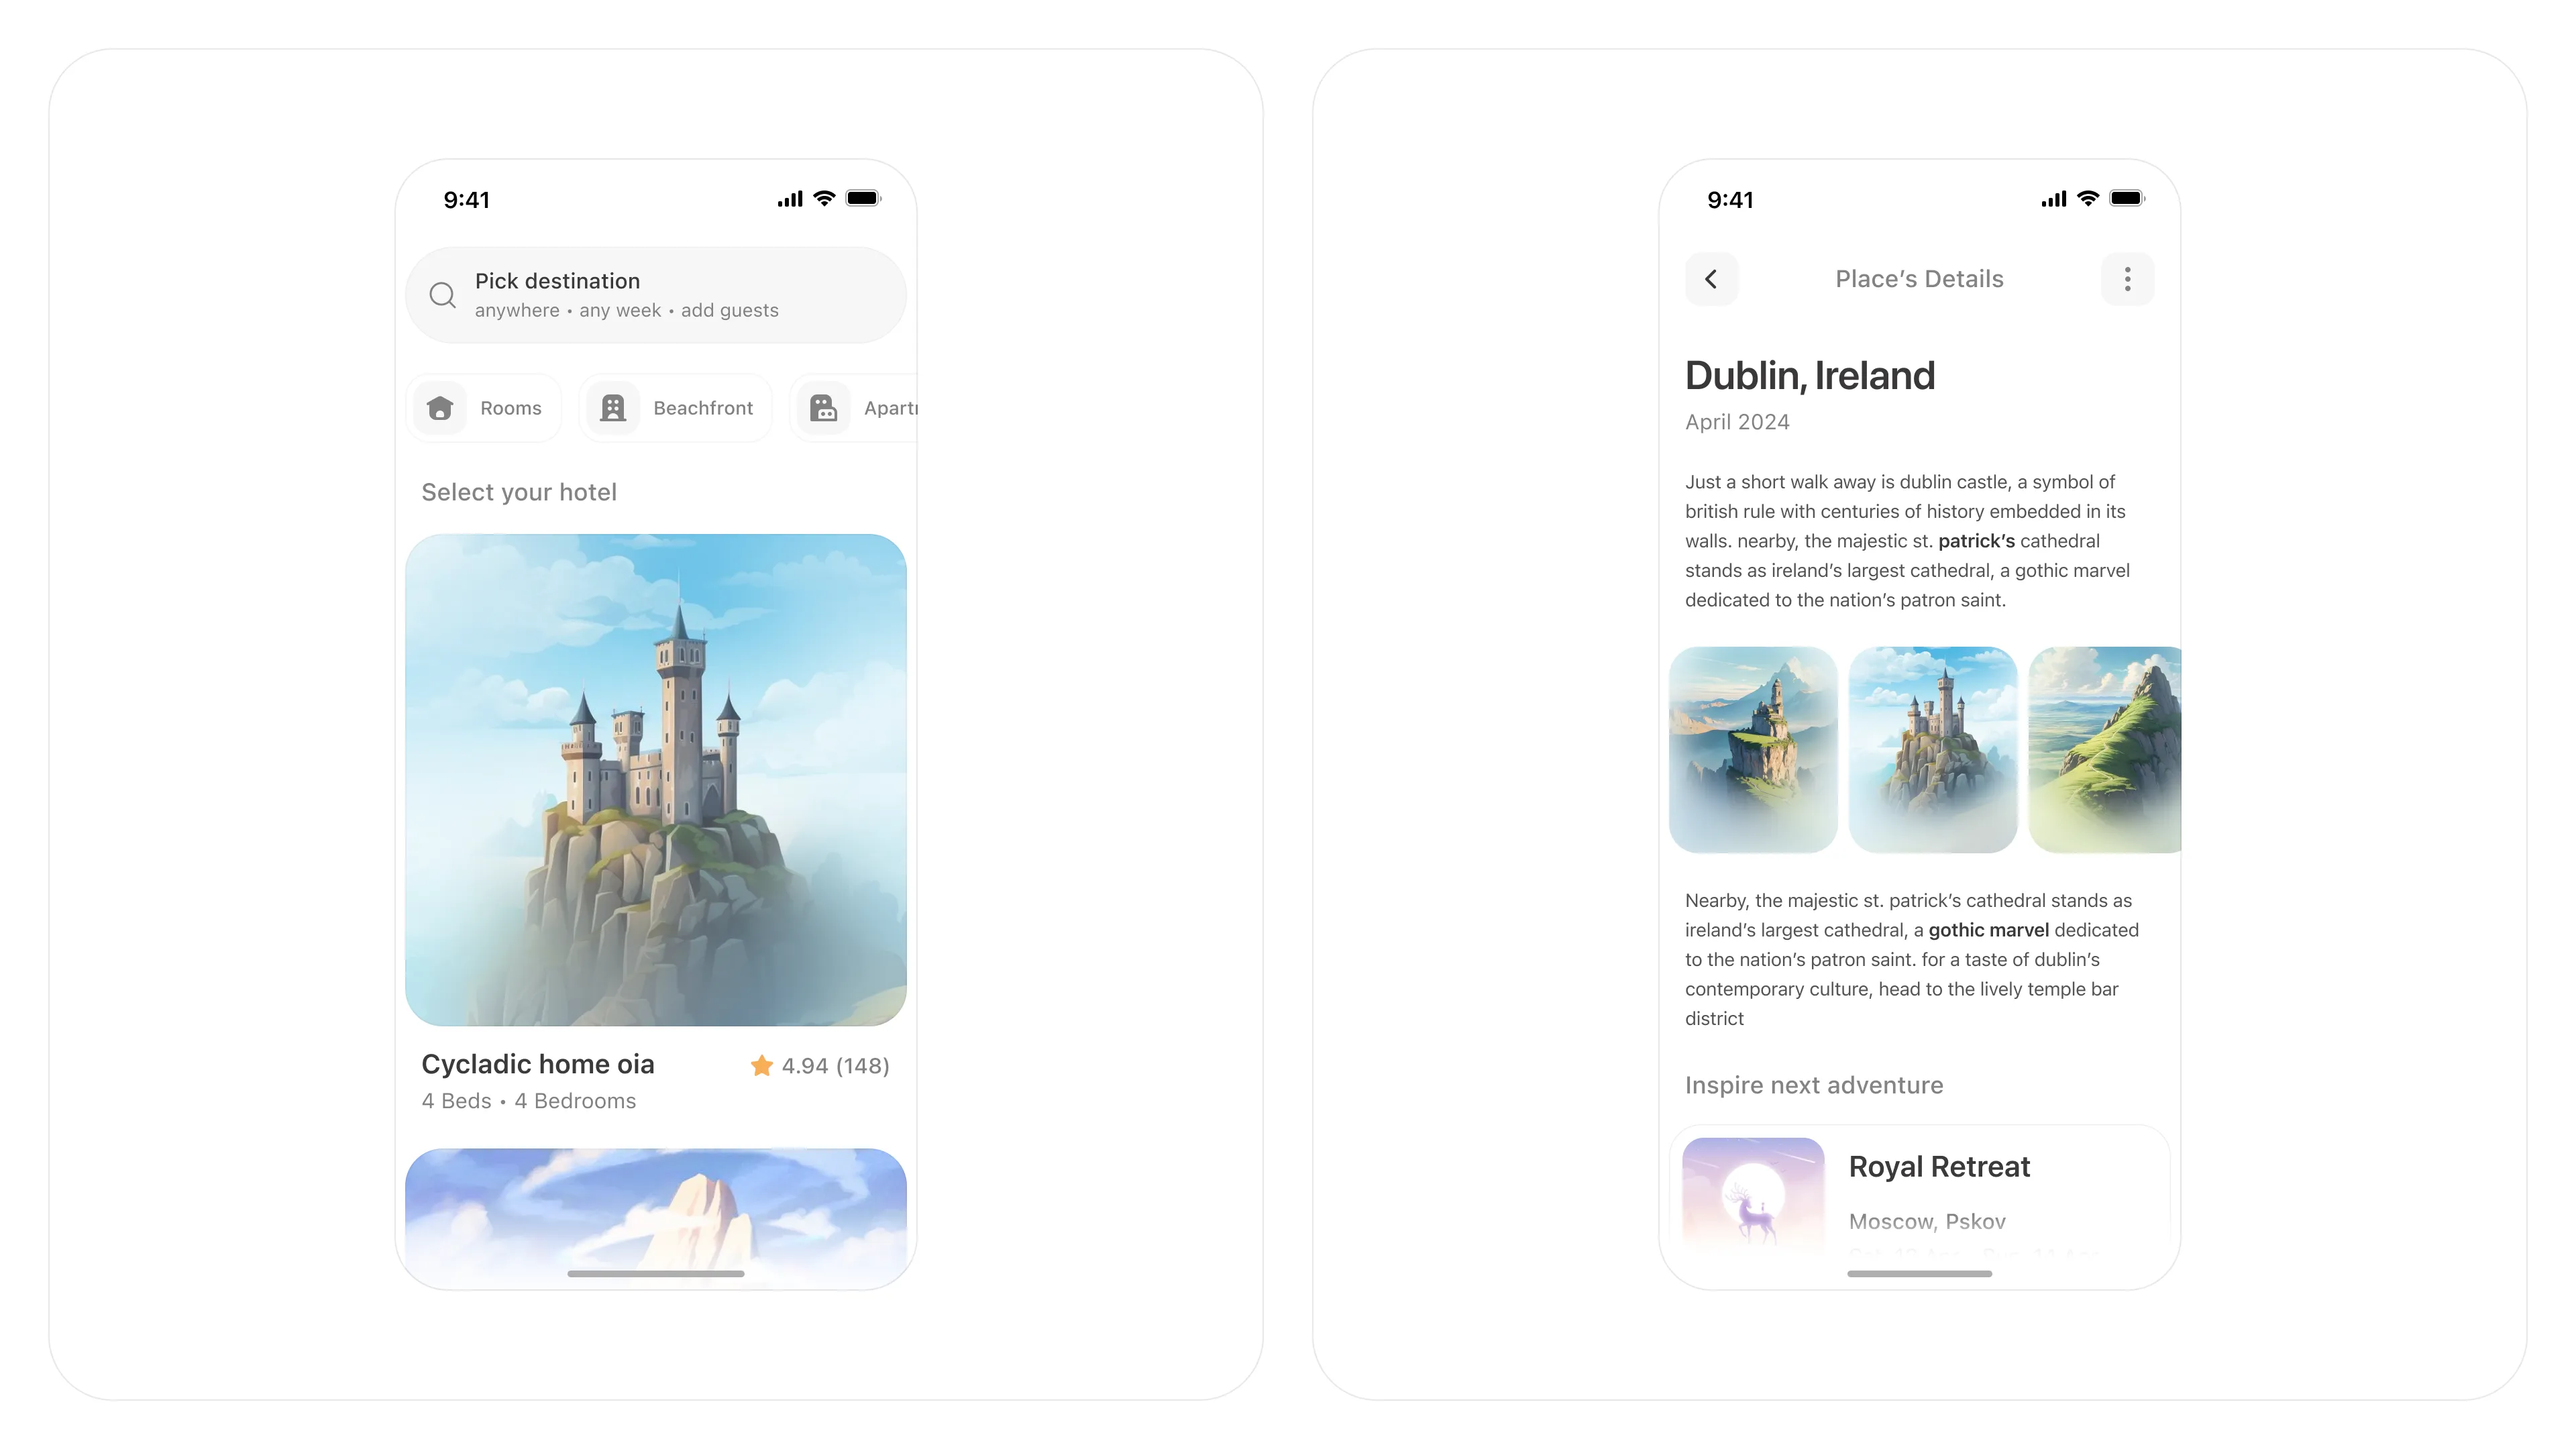 9:41
Pick destination
anywhere • any week • add guests
Rooms
Beachfront
Select your hotel
Cycladic home oia
4.94 (148)
4 Beds • 4 Bedrooms
9:41
Place's Details
Dublin, Ireland
April 2024
Just a short walk away is dublin castle, a symbol of
british rule with centuries of history embedded in its
walls. nearby, the majestic st. patrick's cathedral
stands as ireland's largest cathedral, a gothic marvel
dedicated to the nation's patron saint.
Nearby, the majestic st. patrick's cathedral stands as
ireland's largest cathedral, a gothic marvel dedicated
to the nation's patron saint. for a taste of dublin's
contemporary culture, head to the lively temple bar
district
Inspire next adventure
Royal Retreat
Moscow, Pskov